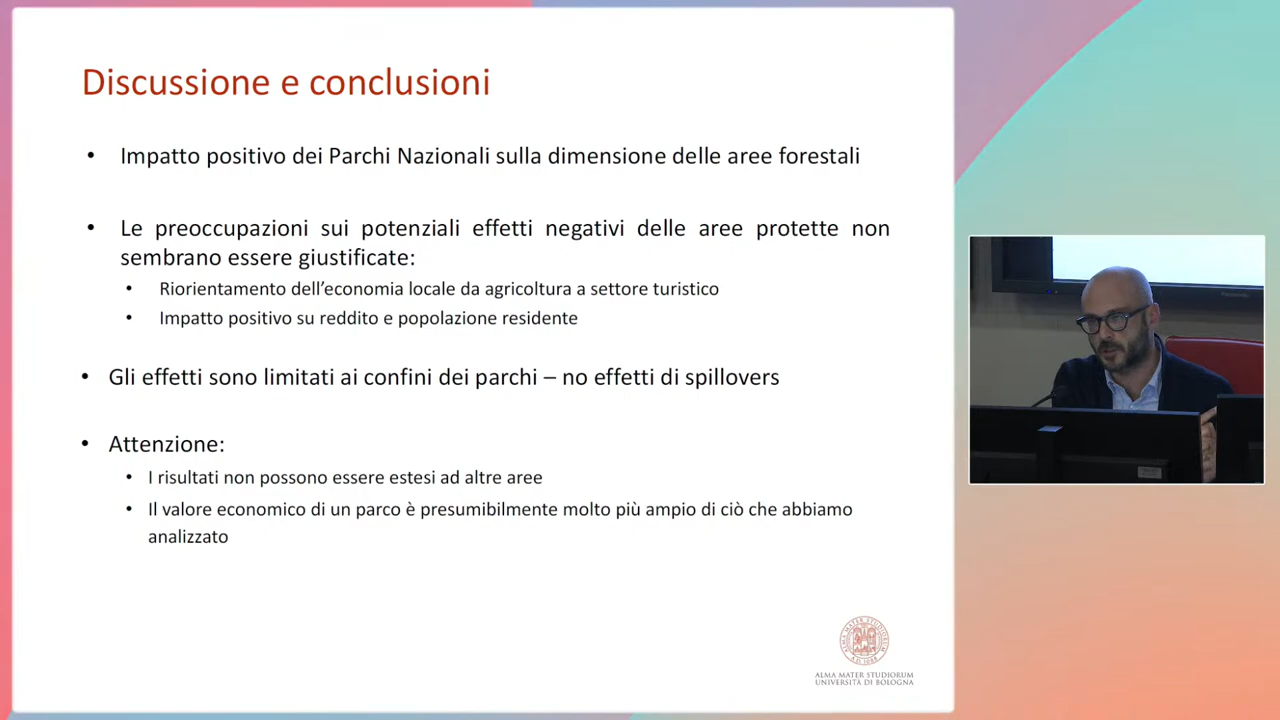 Discussione e conclusioni
• Impatto positivo dei Parchi Nazionali sulla dimensione delle aree forestali
• Le preoccupazioni sui potenziali effetti negativi delle aree protette non
sembrano essere giustificate:
• Riorientamento dell'economia locale da agricoltura a settore turistico
• Impatto positivo su reddito e popolazione residente
• Gli effetti sono limitati ai confini dei parchi – no effetti di spillovers
• Attenzione:
• I risultati non possono essere estesi ad altre aree
• Il valore economico di un parco è presumibilmente molto più ampio di ciò che abbiamo
analizzato
ALMA MATER STUDIORUM
UNIVERSITÀ DI BOLOGNA